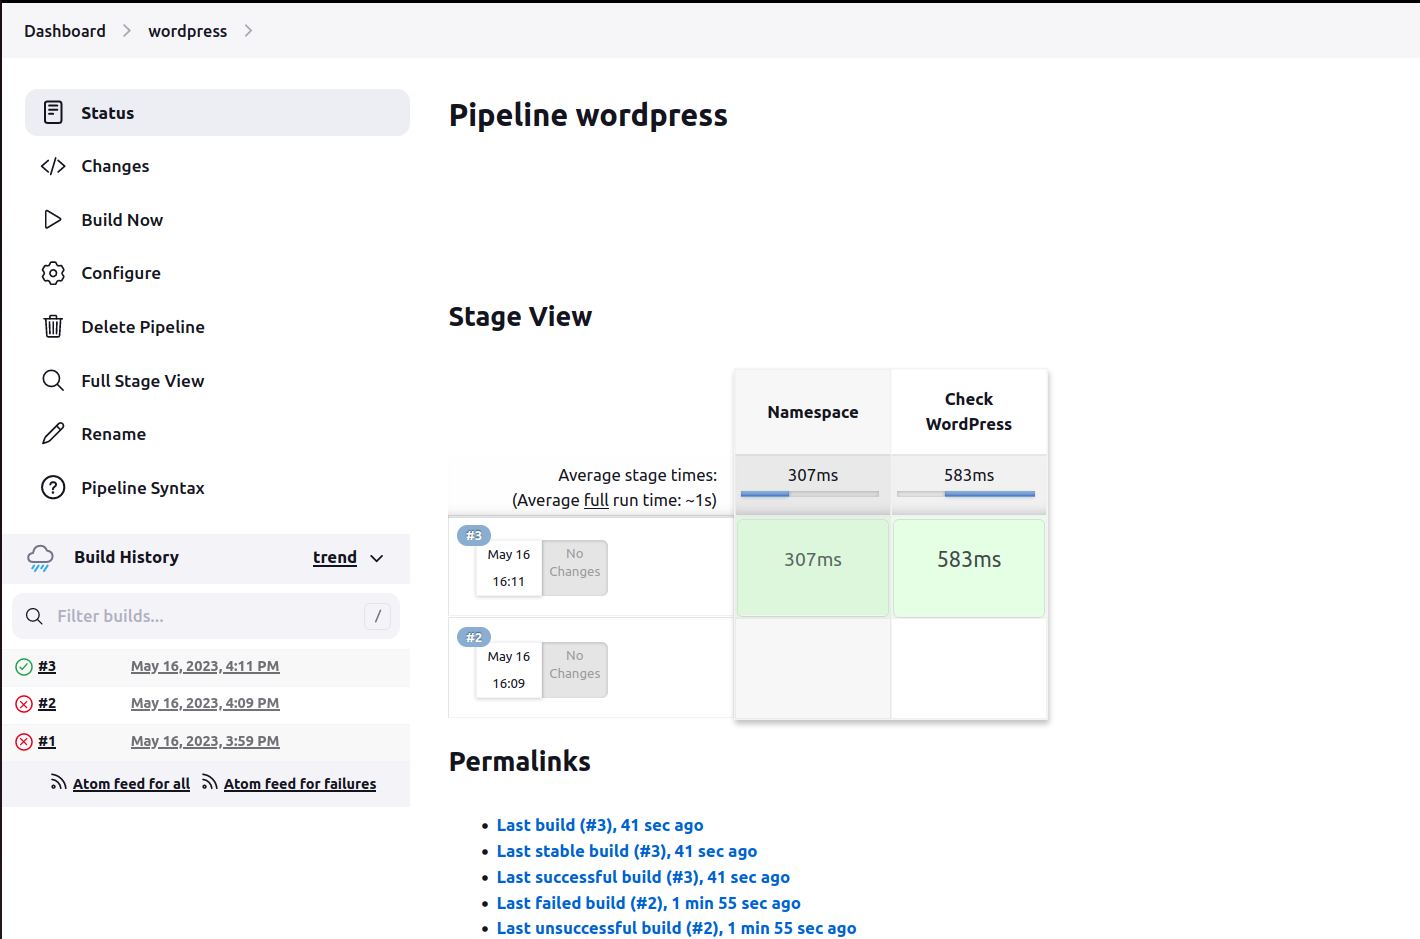 Dashboard
wordpress
Status
Changes
Build Now
Configure
Delete Pipeline
Full Stage View
Rename
Pipeline Syntax
Build History
trend
Filter builds...
/
#3
May 16, 2023, 4:11 PM
#2
May 16, 2023, 4:09 PM
#1
May 16, 2023, 3:59 PM
Atom feed for all
Atom feed for failures
Pipeline wordpress
Stage View
Namespace
Check
WordPress
Average stage times:
(Average full run time: ~1s)
307ms
583ms
#3
May 16
16:11
No
Changes
307ms
583ms
#2
May 16
16:09
No
Changes
Permalinks
Last build (#3), 41 sec ago
Last stable build (#3), 41 sec ago
Last successful build (#3), 41 sec ago
Last failed build (#2), 1 min 55 sec ago
Last unsuccessful build (#2), 1 min 55 sec ago